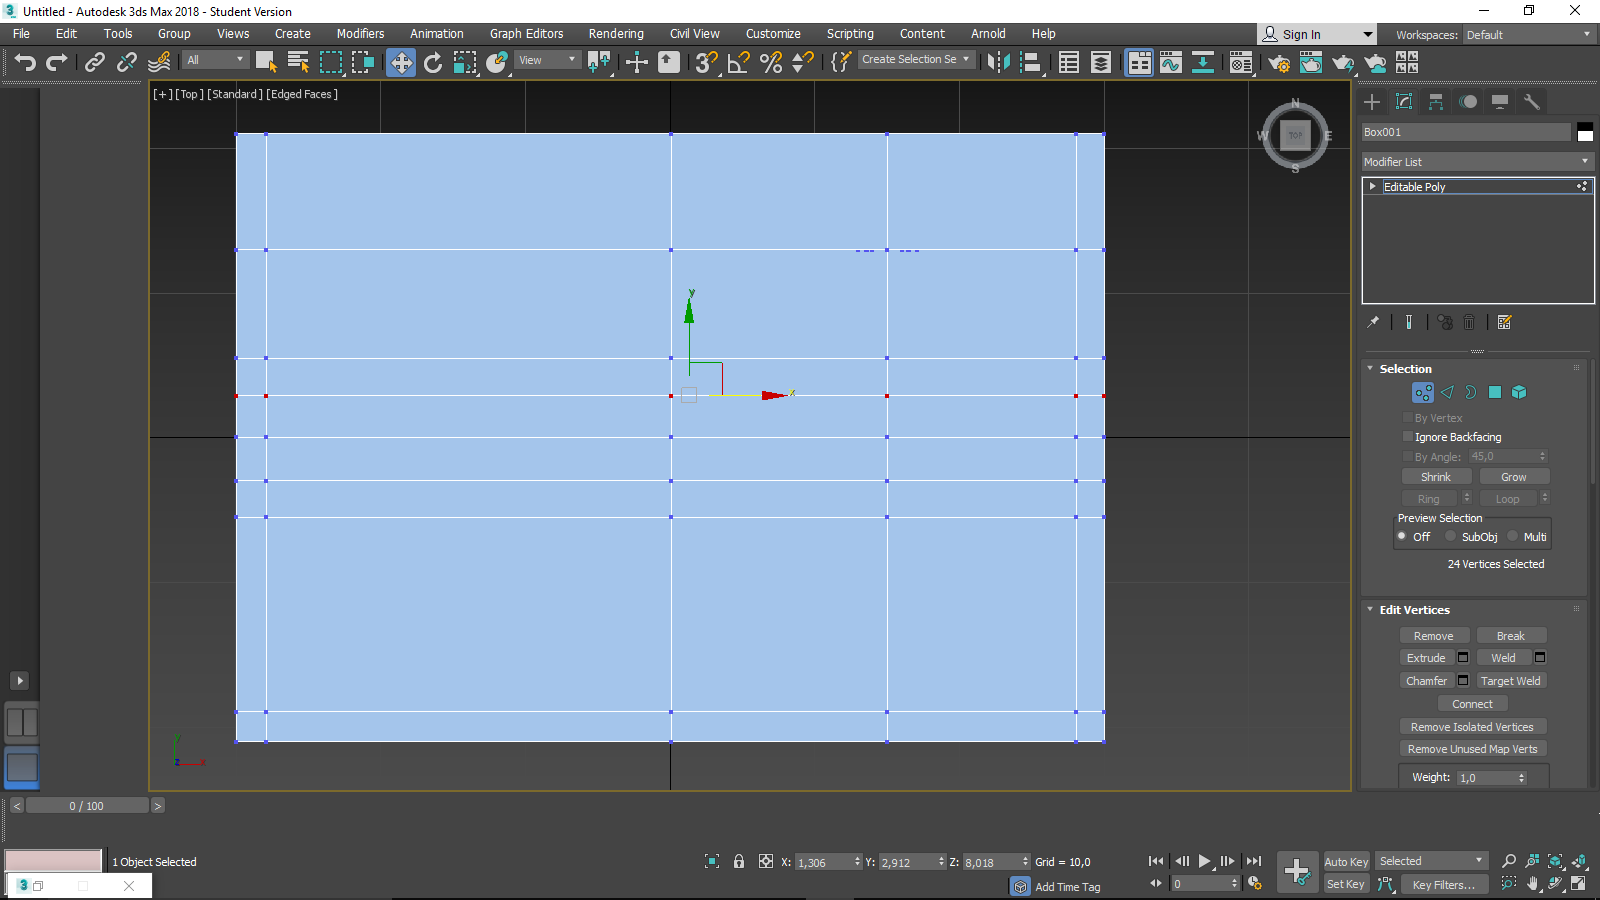 Untitled - Autodesk 3ds Max 2018 - Student Version
File Edit Tools Group Views Create Modifiers Animation Graph Editors Rendering Civil View Customize Scripting Content Arnold Help Sign In Workspaces: Default
All View 3 Create Selection Se
[+] [Top] [Standard] [Edged Faces]
N
W TOP E
S
y
x
y
z x
Box001
Modifier List
Editable Poly
Selection
By Vertex
Ignore Backfacing
By Angle: 45,0
Shrink Grow
Ring Loop
Preview Selection
Off SubObj Multi
24 Vertices Selected
Edit Vertices
Remove Break
Extrude Weld
Chamfer Target Weld
Connect
Remove Isolated Vertices
Remove Unused Map Verts
Weight: 1,0
< 0 / 100 >
1 Object Selected X: 1,306 Y: 2,912 Z: 8,018 Grid = 10,0 Auto Key Selected
3 Add Time Tag 0 Set Key Key Filters...